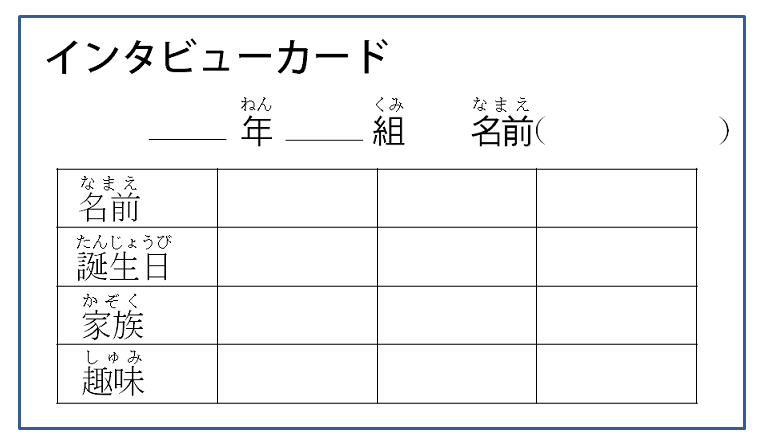 インタビューカード
ねん くみ なまえ
____ 年 ____ 組 名前( )
なまえ
名前
たんじょうび
誕生日
かぞく
家族
しゅみ
趣味